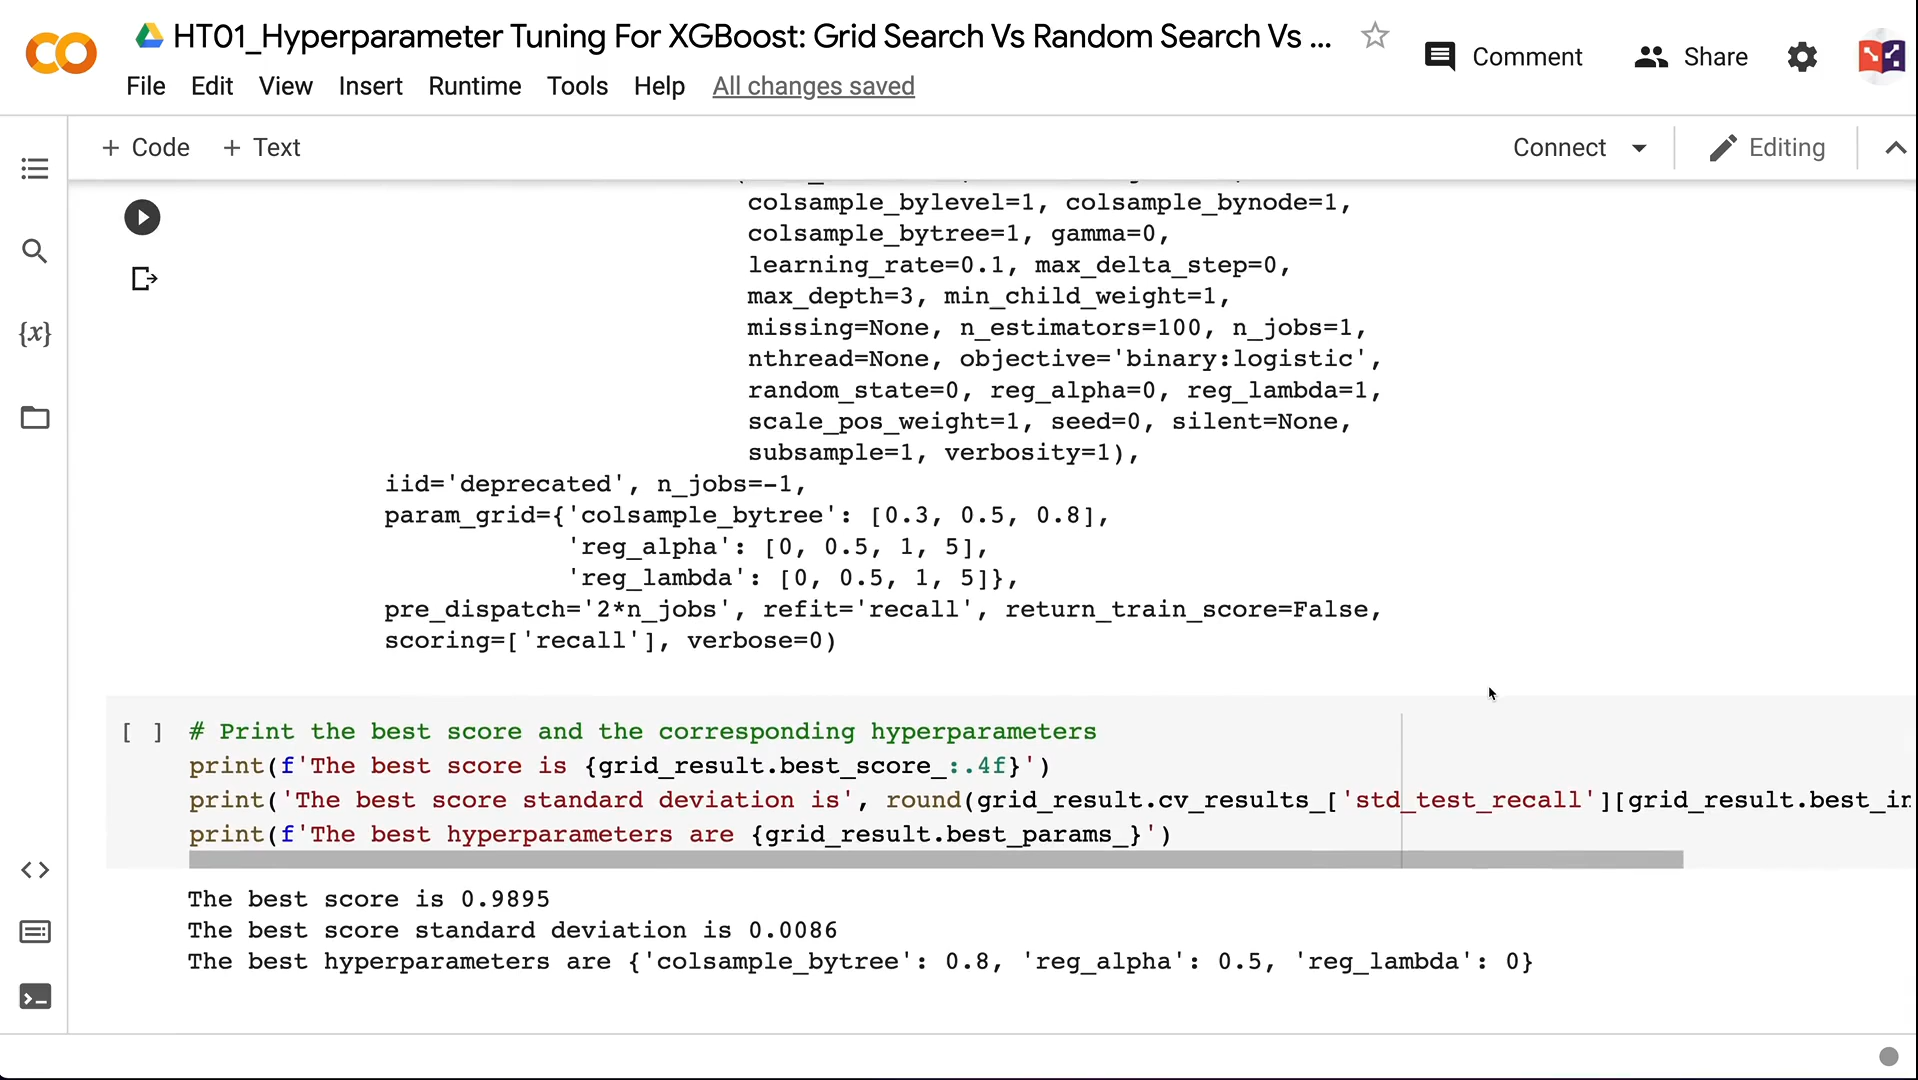 HT01_Hyperparameter Tuning For XGBoost: Grid Search Vs Random Search Vs ...
Comment
Share
File Edit View Insert Runtime Tools Help All changes saved
+ Code + Text
Connect
Editing
colsample_bylevel=1, colsample_bynode=1,
colsample_bytree=1, gamma=0,
learning_rate=0.1, max_delta_step=0,
max_depth=3, min_child_weight=1,
missing=None, n_estimators=100, n_jobs=1,
nthread=None, objective='binary:logistic',
random_state=0, reg_alpha=0, reg_lambda=1,
scale_pos_weight=1, seed=0, silent=None,
subsample=1, verbosity=1),
iid='deprecated', n_jobs=-1,
param_grid={'colsample_bytree': [0.3, 0.5, 0.8],
'reg_alpha': [0, 0.5, 1, 5],
'reg_lambda': [0, 0.5, 1, 5]},
pre_dispatch='2*n_jobs', refit='recall', return_train_score=False,
scoring=['recall'], verbose=0)
[ ] # Print the best score and the corresponding hyperparameters
print(f'The best score is {grid_result.best_score_:.4f}')
print('The best score standard deviation is', round(grid_result.cv_results_['std_test_recall'][grid_result.best_in
print(f'The best hyperparameters are {grid_result.best_params_}')
The best score is 0.9895
The best score standard deviation is 0.0086
The best hyperparameters are {'colsample_bytree': 0.8, 'reg_alpha': 0.5, 'reg_lambda': 0}